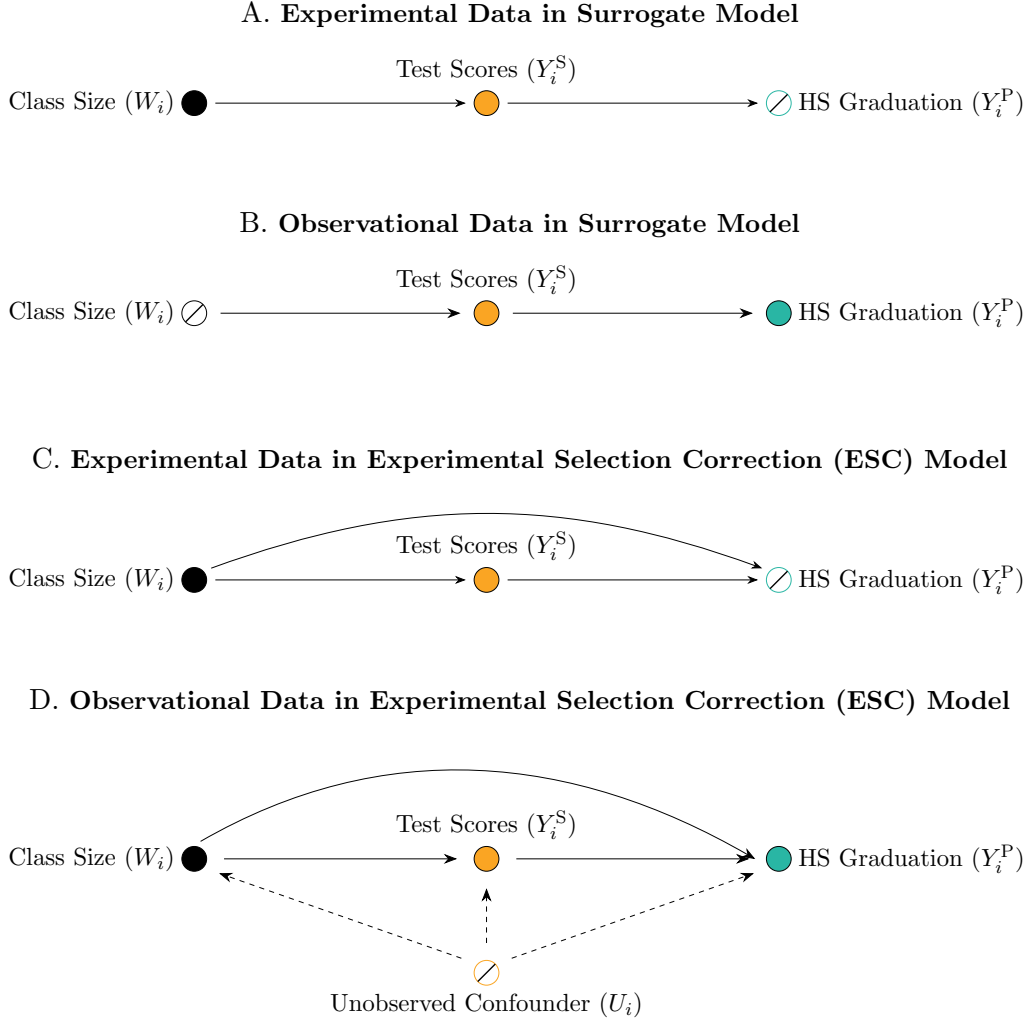 A. Experimental Data in Surrogate Model
Test Scores (Y_i^S)
Class Size (W_i) HS Graduation (Y_i^P)
B. Observational Data in Surrogate Model
Test Scores (Y_i^S)
Class Size (W_i) HS Graduation (Y_i^P)
C. Experimental Data in Experimental Selection Correction (ESC) Model
Test Scores (Y_i^S)
Class Size (W_i) HS Graduation (Y_i^P)
D. Observational Data in Experimental Selection Correction (ESC) Model
Test Scores (Y_i^S)
Class Size (W_i) HS Graduation (Y_i^P)
Unobserved Confounder (U_i)